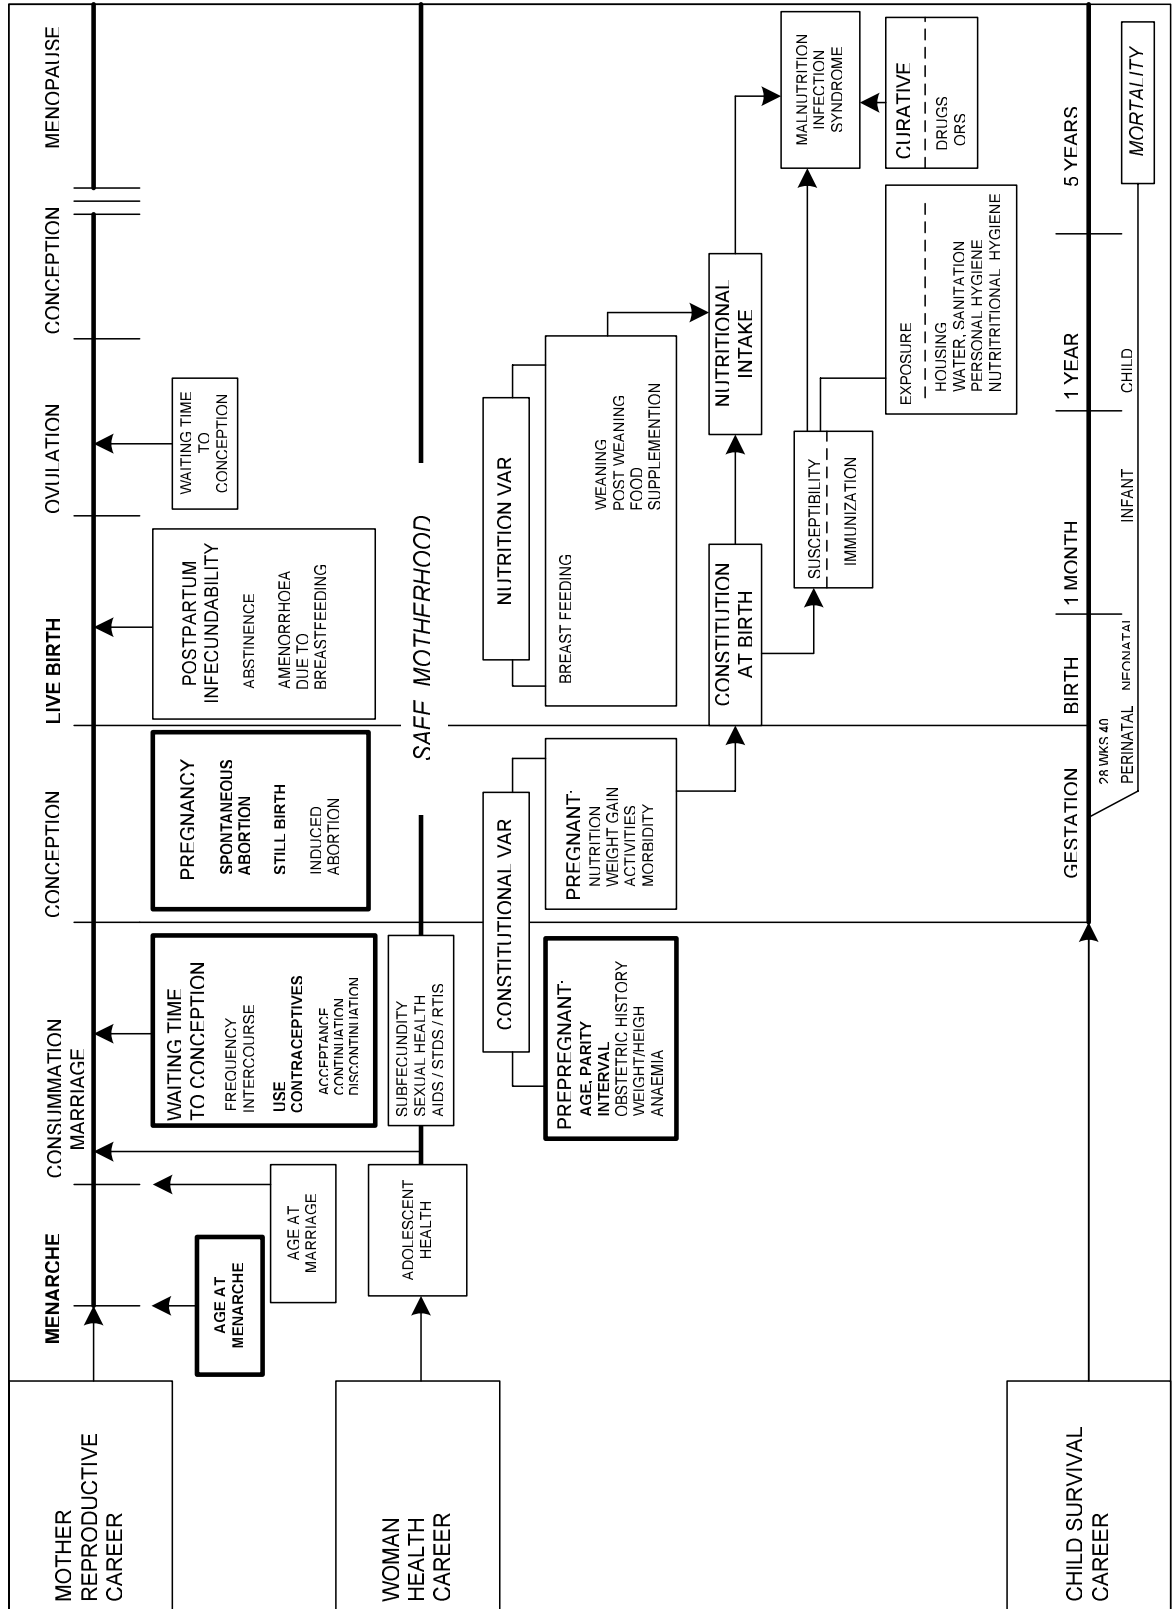 MOTHER
REPRODUCTIVE
CAREER
MENARCHE
CONSUMMATION
MARRIAGE
CONCEPTION
LIVE BIRTH
OVULATION
CONCEPTION
MENOPAUSE
AGE AT
MENARCHE
AGE AT
MARRIAGE
WAITING TIME
TO CONCEPTION
FREQUENCY
INTERCOURSE
USE
CONTRACEPTIVES
ACCEPTANCE
CONTINUATION
DISCONTINUATION
PREGNANCY
SPONTANEOUS
ABORTION
STILL BIRTH
INDUCED
ABORTION
POSTPARTUM
INFECUNDABILITY
ABSTINENCE
AMENORRHOEA
DUE TO
BREASTFEEDING
WAITING TIME
TO
CONCEPTION
WOMAN
HEALTH
CAREER
ADOLESCENT
HEALTH
SUBFECUNDITY
SEXUAL HEALTH
AIDS / STDS / RTIS
SAFF MOTHERHOOD
CONSTITUTIONAL VAR
PREPREGNANT:
AGE, PARITY
INTERVAL
OBSTETRIC HISTORY
WEIGHT/HEIGH
ANAEMIA
PREGNANT:
NUTRITION
WEIGHT GAIN
ACTIVITIES
MORBIDITY
NUTRITION VAR
BREAST FEEDING
WEANING
POST WEANING
FOOD
SUPPLEMENTION
CONSTITUTION
AT BIRTH
NUTRITIONAL
INTAKE
SUSCEPTIBILITY
IMMUNIZATION
EXPOSURE
HOUSING
WATER, SANITATION
PERSONAL HYGIENE
NUTRITRITIONAL HYGIENE
MALNUTRITION
INFECTION
SYNDROME
CURATIVE
DRUGS
ORS
CHILD SURVIVAL
CAREER
GESTATION
BIRTH
1 MONTH
1 YEAR
5 YEARS
28 WKS 40
PERINATAL
NEONATAL
INFANT
CHILD
MORTALITY